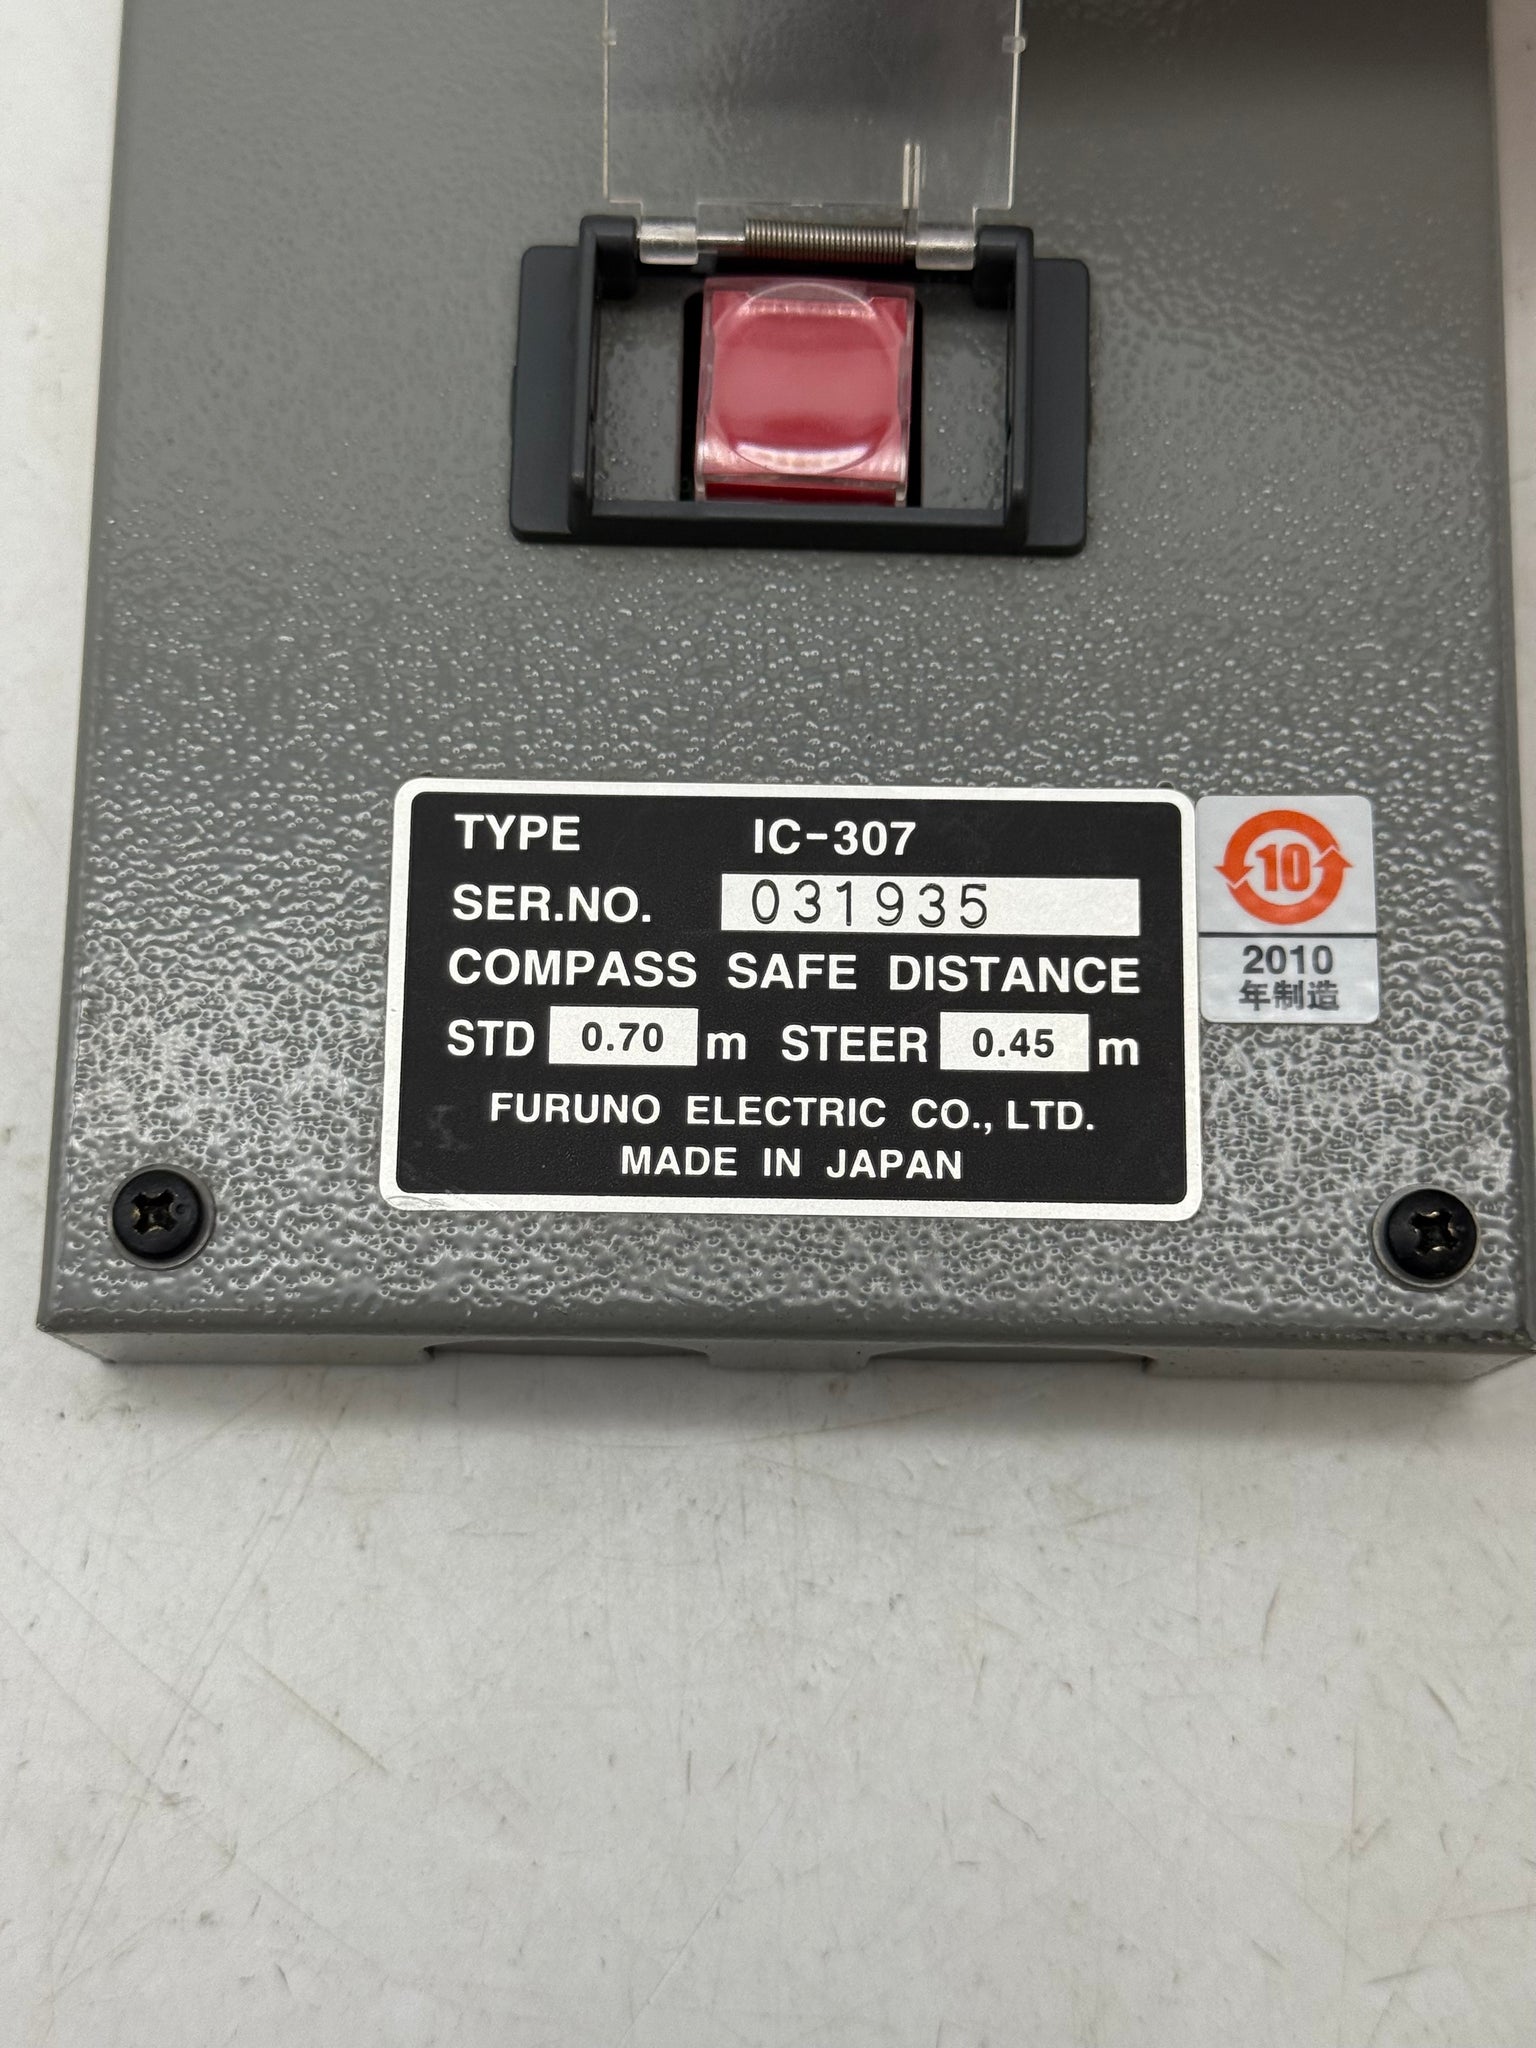 TYPE IC-307
SER.NO. 031935
COMPASS SAFE DISTANCE
STD 0.70 m STEER 0.45 m
FURUNO ELECTRIC CO., LTD.
MADE IN JAPAN
10
2010
年制造